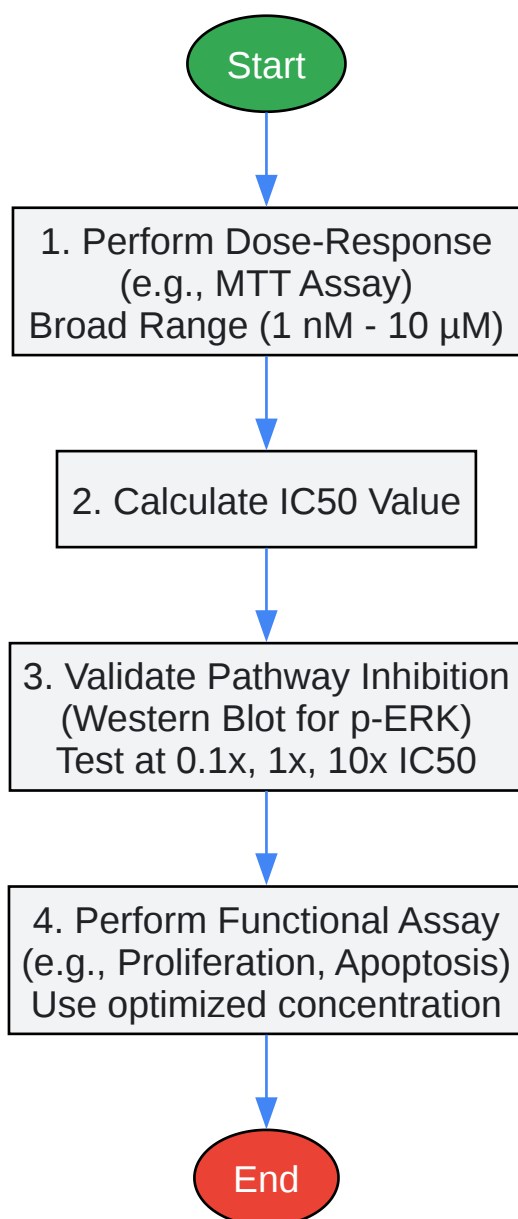 Start
1. Perform Dose-Response
(e.g., MTT Assay)
Broad Range (1 nM - 10 µM)
2. Calculate IC50 Value
3. Validate Pathway Inhibition
(Western Blot for p-ERK)
Test at 0.1x, 1x, 10x IC50
4. Perform Functional Assay
(e.g., Proliferation, Apoptosis)
Use optimized concentration
End